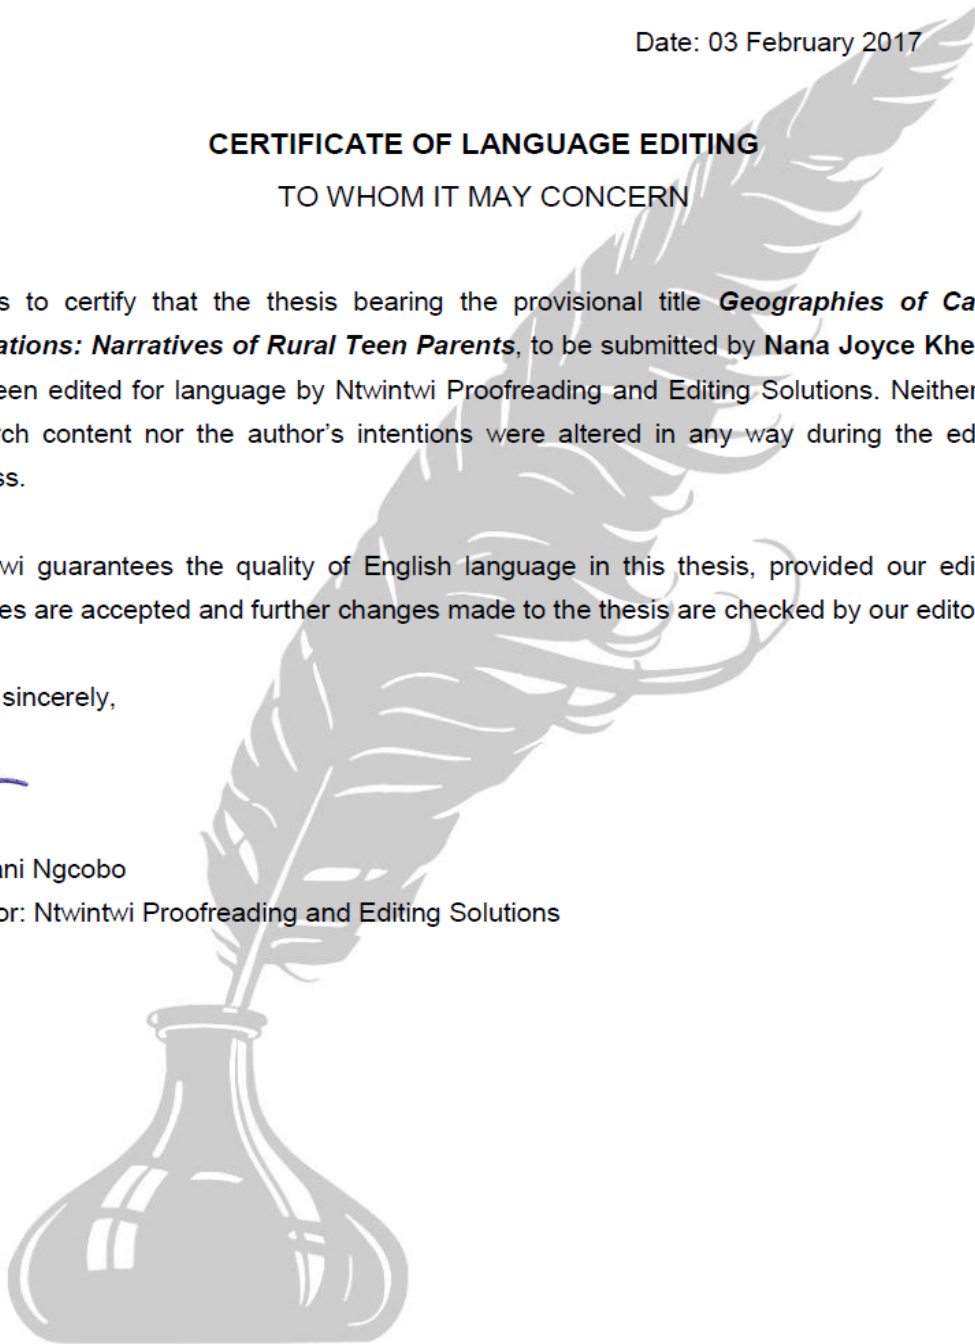 Date: 03 February 2017
CERTIFICATE OF LANGUAGE EDITING
TO WHOM IT MAY CONCERN
s to certify that the thesis bearing the provisional title Geographies of Ca
ations: Narratives of Rural Teen Parents, to be submitted by Nana Joyce Khe
een edited for language by Ntwintwi Proofreading and Editing Solutions. Neither
rch content nor the author’s intentions were altered in any way during the ed
ss.
wi guarantees the quality of English language in this thesis, provided our edi
es are accepted and further changes made to the thesis are checked by our edito
sincerely,
ani Ngcobo
or: Ntwintwi Proofreading and Editing Solutions